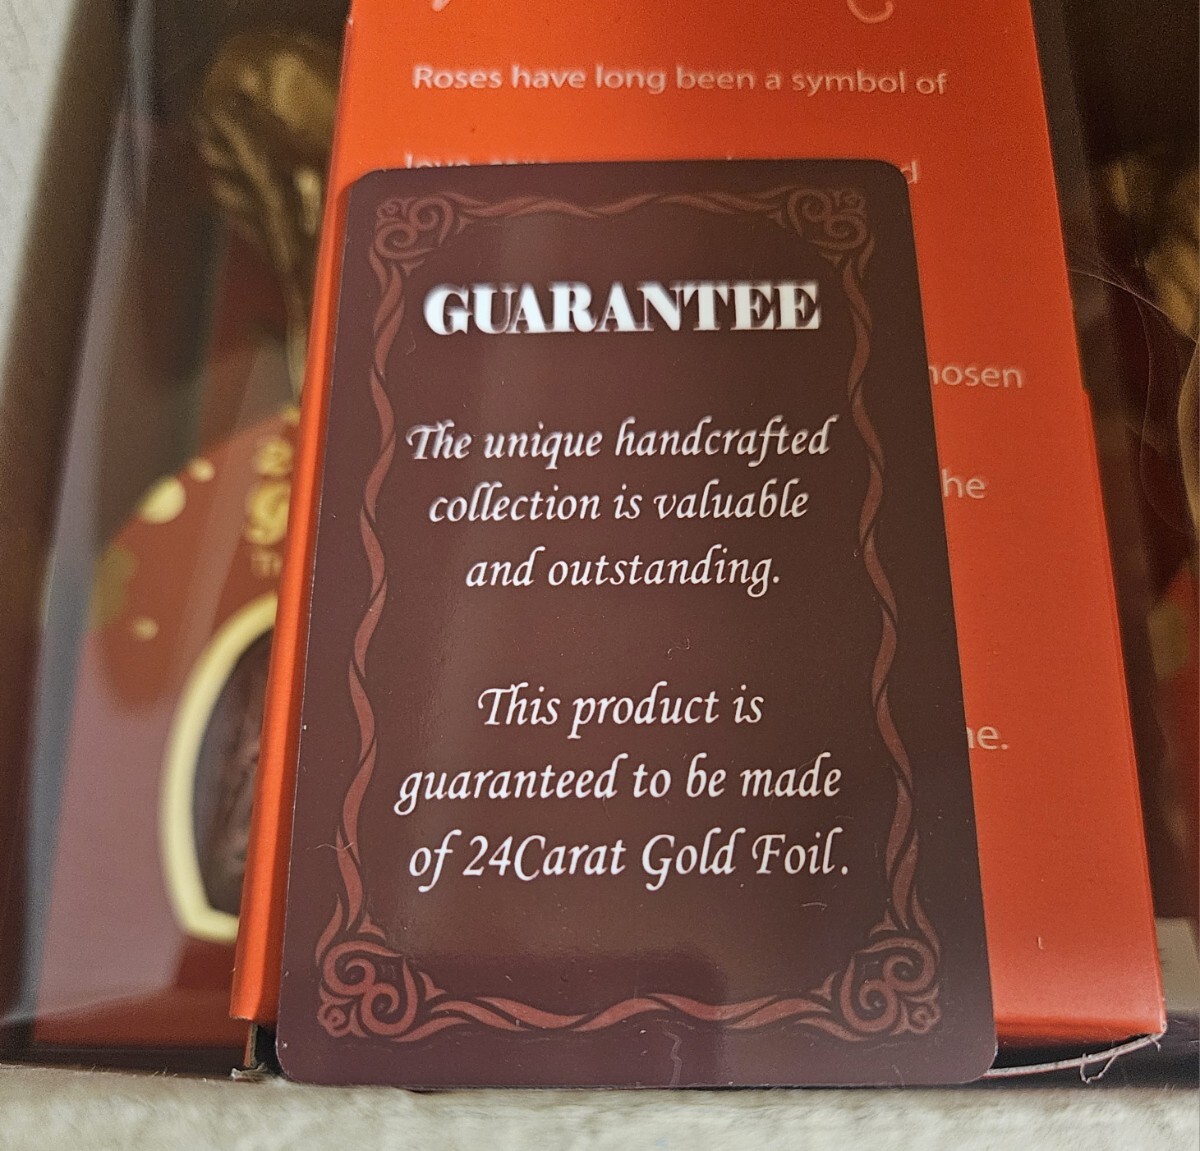 Roses have long been a symbol of
GUARANTEE
The unique handcrafted
collection is valuable
and outstanding.
This product is
guaranteed to be made
of 24Carat Gold Foil.